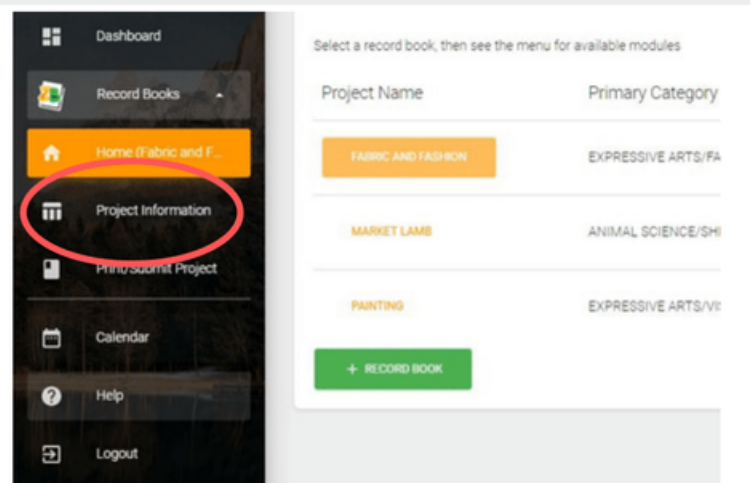 Dashboard
Record Books
Home (Fabric and F...
Project Information
Print/Submit Project
Calendar
Help
Logout
Select a record book, then see the menu for available modules
Project Name Primary Category
FABRIC AND FASHION EXPRESSIVE ARTS/FA
MARKET LAMB ANIMAL SCIENCE/SH
PAINTING EXPRESSIVE ARTS/VI
+ RECORD BOOK